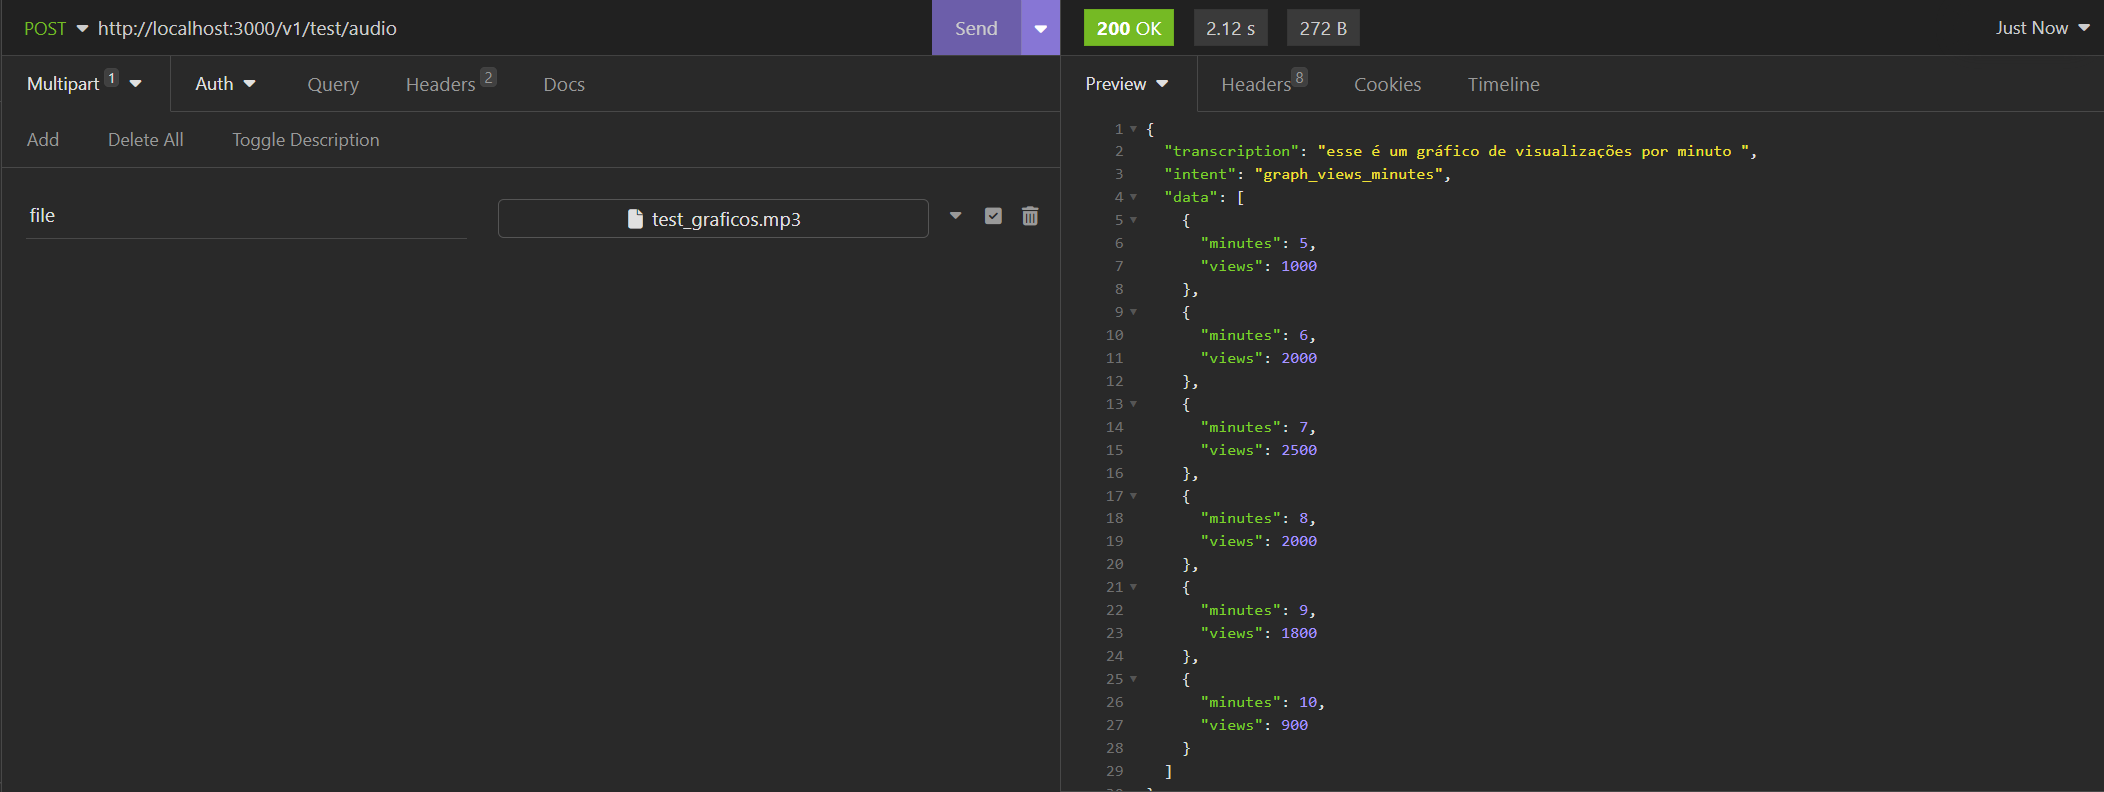 POST http://localhost:3000/v1/test/audio Send
Multipart 1 Auth Query Headers 2 Docs
Add Delete All Toggle Description
file test_graficos.mp3
200 OK 2.12 s 272 B Just Now
Preview Headers 8 Cookies Timeline
1 {
2 "transcription": "esse é um gráfico de visualizações por minuto ",
3 "intent": "graph_views_minutes",
4 "data": [
5 {
6 "minutes": 5,
7 "views": 1000
8 },
9 {
10 "minutes": 6,
11 "views": 2000
12 },
13 {
14 "minutes": 7,
15 "views": 2500
16 },
17 {
18 "minutes": 8,
19 "views": 2000
20 },
21 {
22 "minutes": 9,
23 "views": 1800
24 },
25 {
26 "minutes": 10,
27 "views": 900
28 }
29 ]